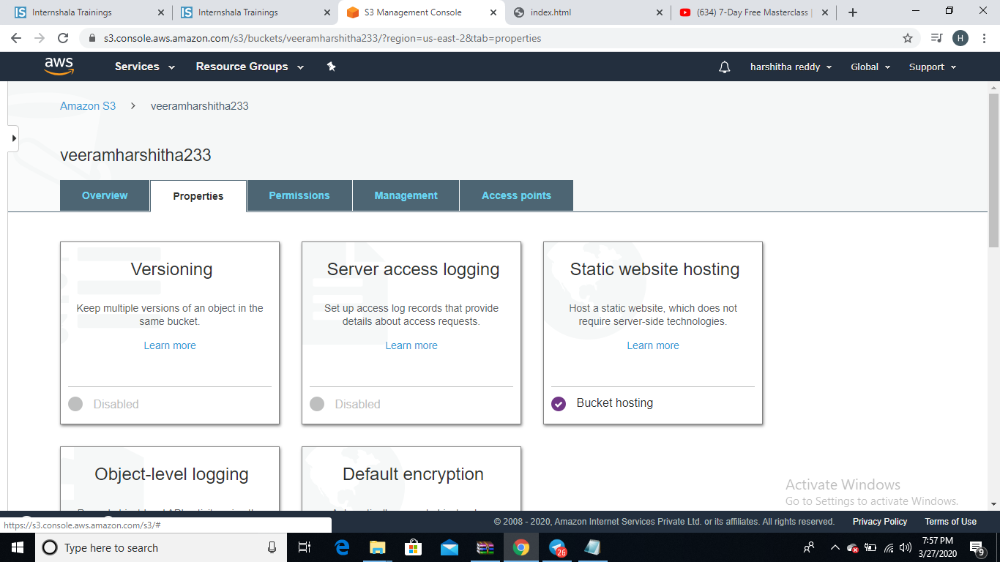 Internshala Trainings
Internshala Trainings
S3 Management Console
index.html
(634) 7-Day Free Masterclass |
s3.console.aws.amazon.com/s3/buckets/veeramharshitha233/?region=us-east-2&tab=properties
H
aws
Services
Resource Groups
harshitha reddy
Global
Support
Amazon S3 > veeramharshitha233
veeramharshitha233
Overview
Properties
Permissions
Management
Access points
Versioning
Keep multiple versions of an object in the
same bucket.
Learn more
Disabled
Server access logging
Set up access log records that provide
details about access requests.
Learn more
Disabled
Static website hosting
Host a static website, which does not
require server-side technologies.
Learn more
Bucket hosting
Object-level logging
Default encryption
Activate Windows
Go to Settings to activate Windows.
https://s3.console.aws.amazon.com/s3/#
© 2008 - 2020, Amazon Internet Services Private Ltd. or its affiliates. All rights reserved.
Privacy Policy
Terms of Use
Type here to search
26
7:57 PM
3/27/2020
9